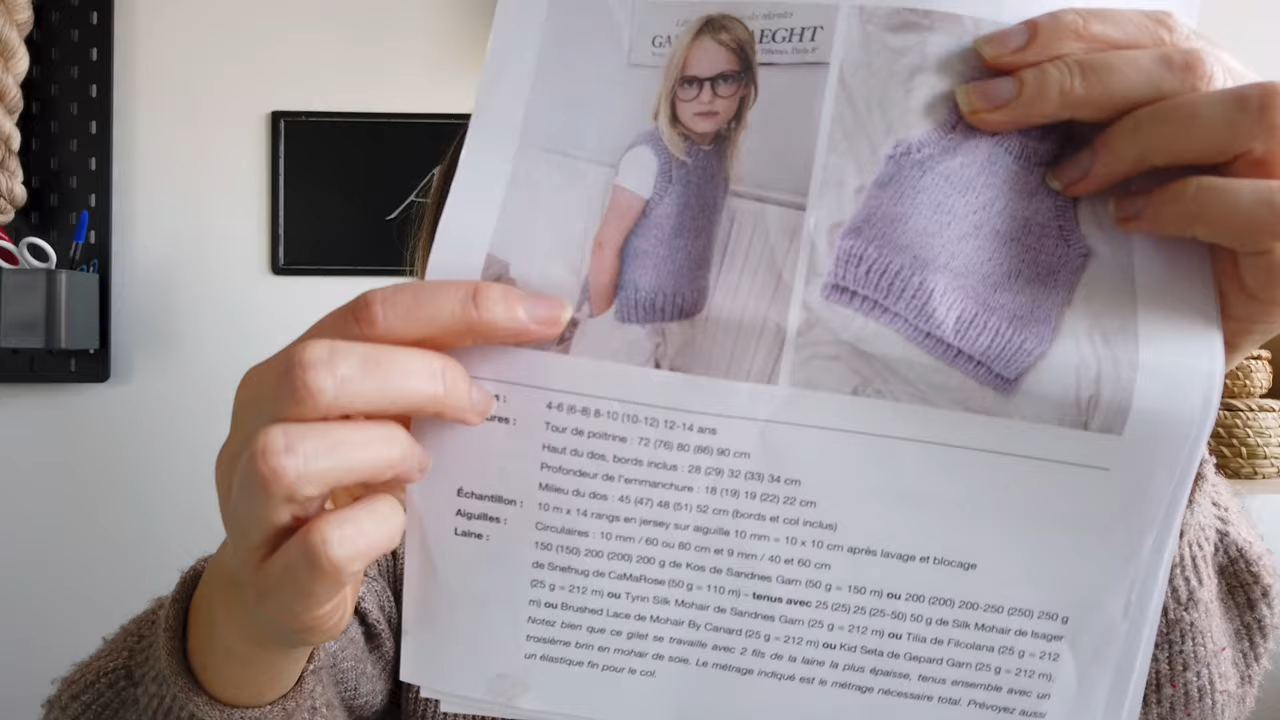 GA AEGHT
A
s :
4-6 (6-8) 8-10 (10-12) 12-14 ans
ures :
Tour de poitrine : 72 (76) 80 (86) 90 cm
Haut du dos, bords inclus : 28 (29) 32 (33) 34 cm
Profondeur de l'emmanchure : 18 (19) 19 (22) 22 cm
Milieu du dos : 45 (47) 48 (51) 52 cm (bords et col inclus)
Échantillon : 10 m x 14 rangs en jersey sur aiguille 10 mm = 10 x 10 cm après lavage et blocage
Aiguilles : Circulaires : 10 mm / 60 ou 80 cm et 9 mm / 40 et 60 cm
Laine : 150 (150) 200 (200) 200 g de Kos de Sandnes Garn (50 g = 150 m) ou 200 (200) 200-250 (250) 250 g
de Snefnug de CaMaRose (50 g = 110 m) – tenus avec 25 (25) 25 (25-50) 50 g de Silk Mohair de Isager
(25 g = 212 m) ou Tynn Silk Mohair de Sandnes Garn (25 g = 212 m) ou Tilia de Filcolana (25 g = 212
m) ou Brushed Lace de Mohair By Canard (25 g = 212 m) ou Kid Seta de Gepard Garn (25 g = 212 m).
Notez bien que ce gilet se travaille avec 2 fils de la laine la plus épaisse, tenus ensemble avec un
troisième brin en mohair de soie. Le métrage indiqué est le métrage nécessaire total. Prévoyez aussi
un élastique fin pour le col.